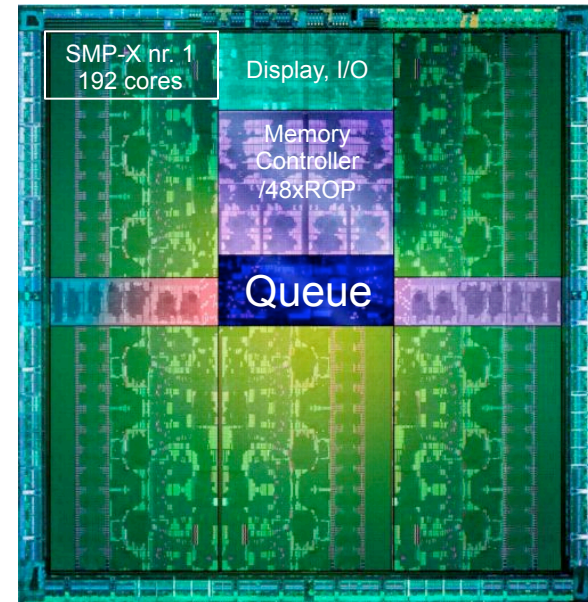 SMP-X nr. 1
192 cores
Display, I/O
Memory
Controller
/48xROP
Queue